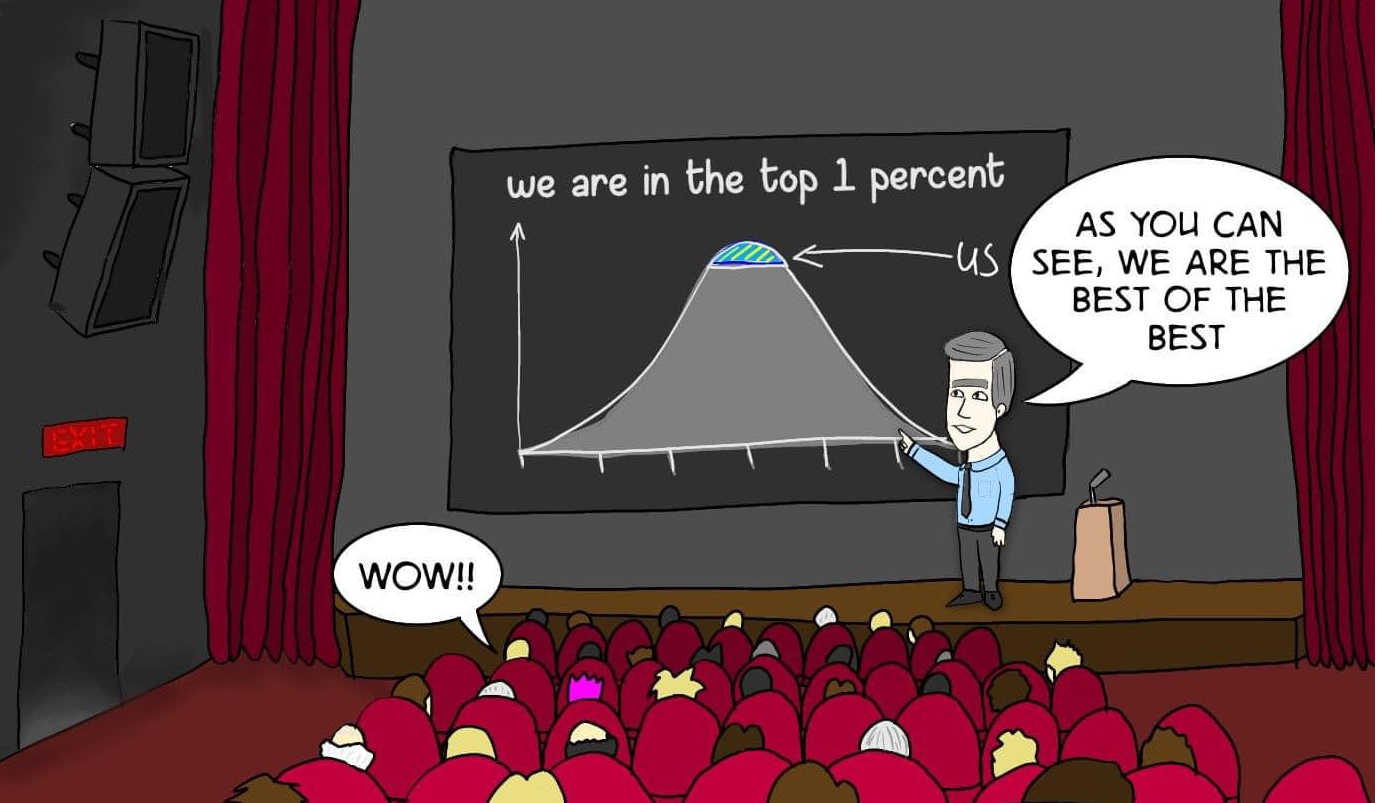 we are in the top 1 percent
US
AS YOU CAN
SEE, WE ARE THE
BEST OF THE
BEST
EXIT
WOW!!